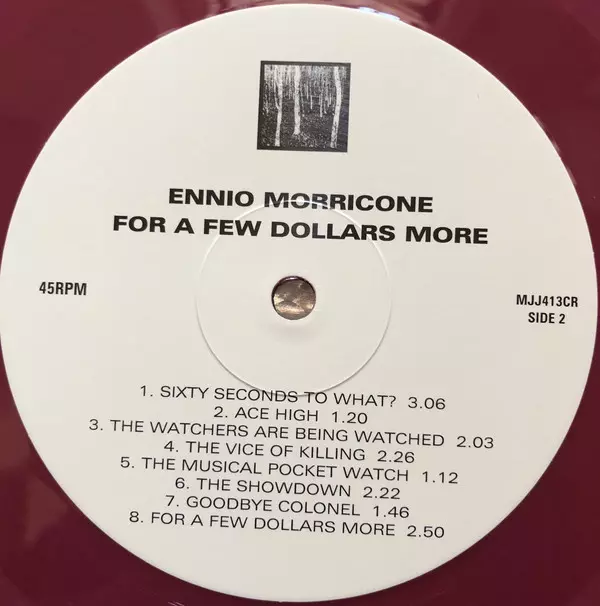 ENNIO MORRICONE
FOR A FEW DOLLARS MORE
45RPM
MJJ413CR
SIDE 2
1. SIXTY SECONDS TO WHAT? 3.06
2. ACE HIGH 1.20
3. THE WATCHERS ARE BEING WATCHED 2.03
4. THE VICE OF KILLING 2.26
5. THE MUSICAL POCKET WATCH 1.12
6. THE SHOWDOWN 2.22
7. GOODBYE COLONEL 1.46
8. FOR A FEW DOLLARS MORE 2.50